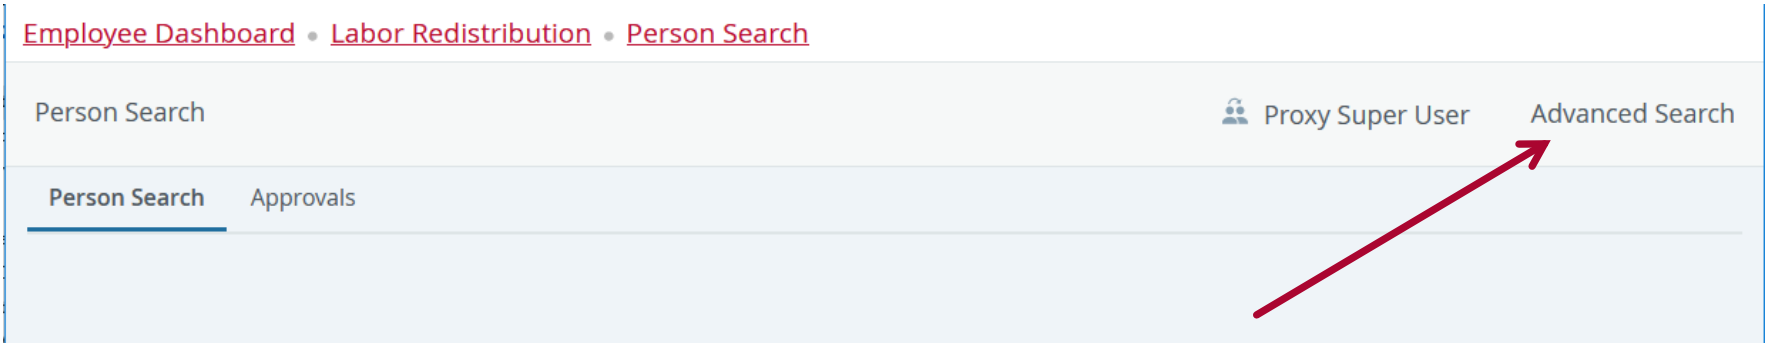 Employee Dashboard • Labor Redistribution • Person Search
Person Search Proxy Super User Advanced Search
Person Search Approvals